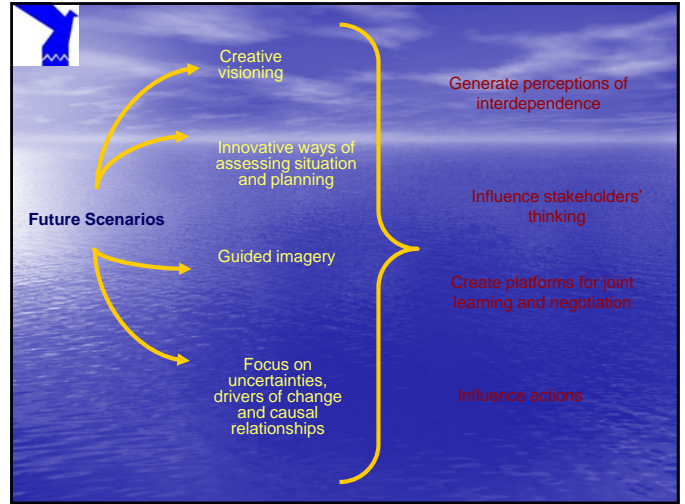 Creative
visioning
Innovative ways of
assessing situation
and planning
Future Scenarios
Guided imagery
Focus on
uncertainties,
drivers of change
and causal
relationships
Generate perceptions of
interdependence
Influence stakeholders'
thinking
Create platforms for joint
learning and negotiation
Influence actions